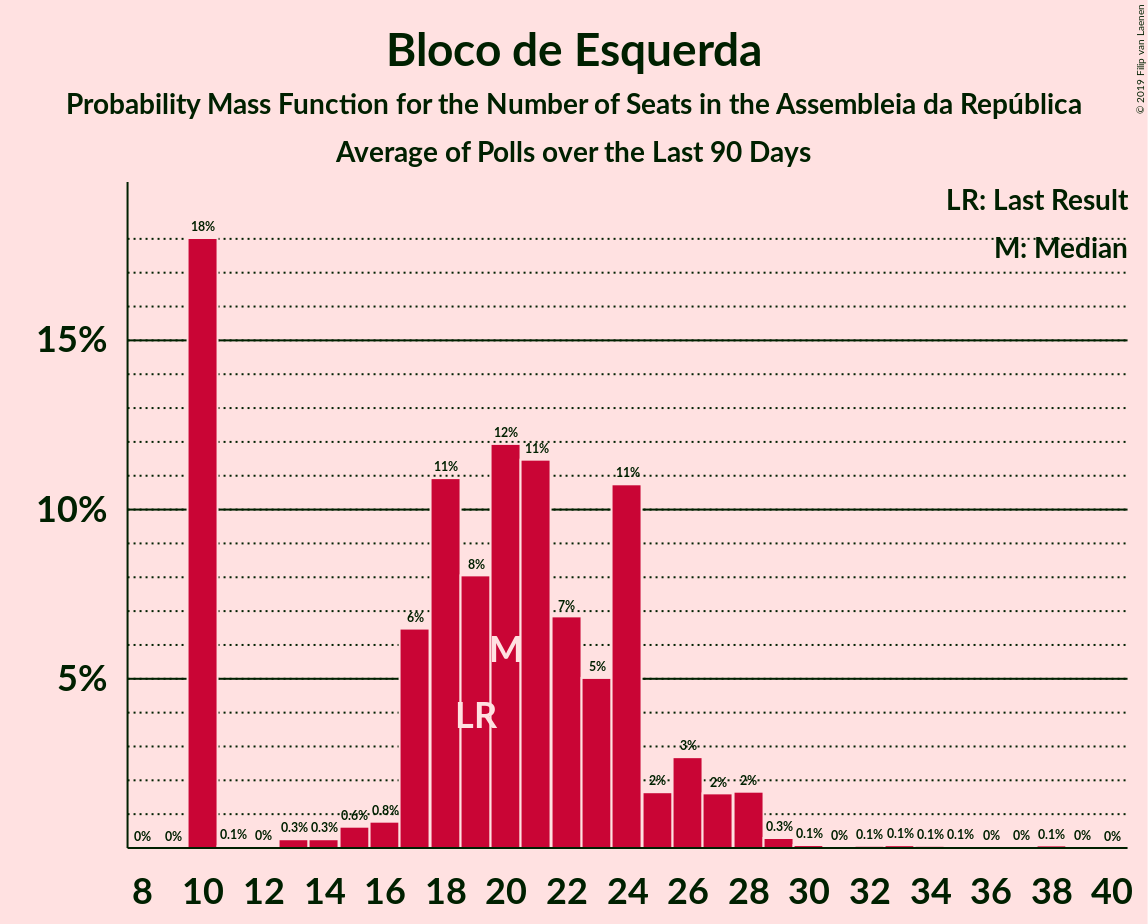 Bloco de Esquerda
Probability Mass Function for the Number of Seats in the Assembleia da República
Average of Polls over the Last 90 Days
© 2019 Filip van Laenen
LR: Last Result
M: Median
15%
10%
5%
0% 0% 18% 0.1% 0% 0.3% 0.3% 0.6% 0.8% 6% 11% 8% 12% 11% 7% 5% 11% 2% 3% 2% 2% 0.3% 0.1% 0% 0.1% 0.1% 0.1% 0.1% 0% 0% 0.1% 0% 0%
M
LR
8 10 12 14 16 18 20 22 24 26 28 30 32 34 36 38 40